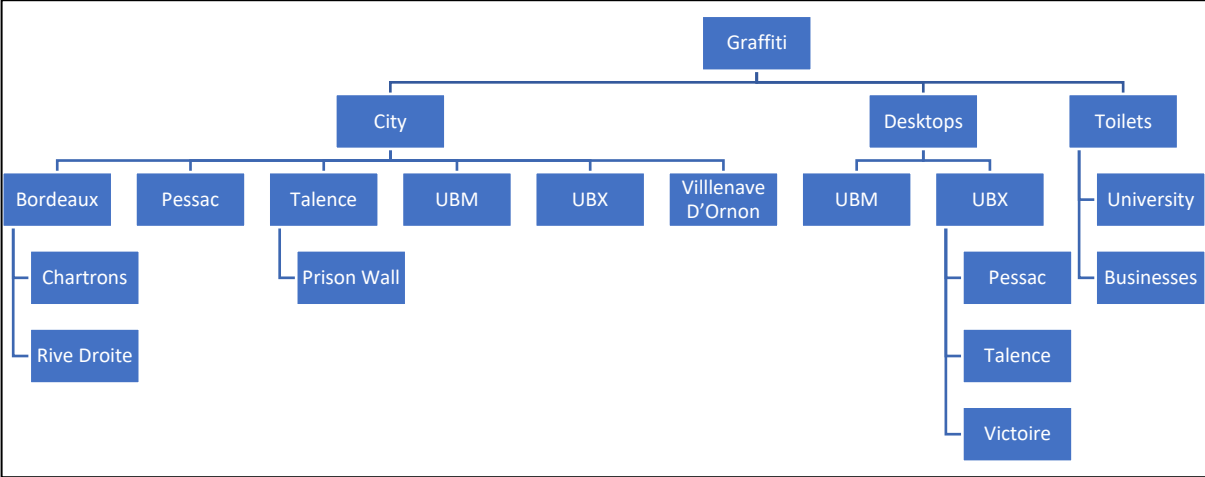 Graffiti
City
Desktops
Toilets
Bordeaux
Pessac
Talence
UBM
UBX
Villlenave
D’Ornon
UBM
UBX
University
Chartrons
Prison Wall
Pessac
Businesses
Rive Droite
Talence
Victoire